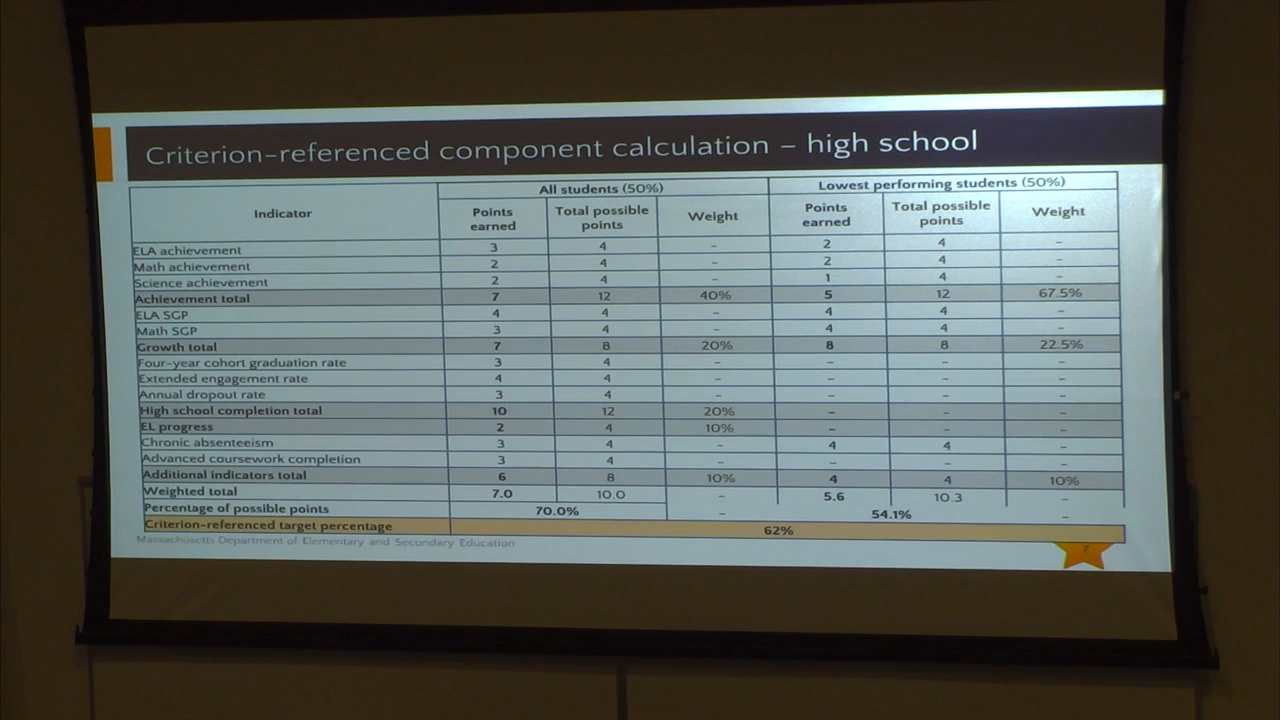 Criterion-referenced component calculation – high school
Indicator All students (50%) Lowest performing students (50%)
Points earned Total possible points Weight Points earned Total possible points Weight
ELA achievement 3 4 – 2 4 –
Math achievement 2 4 – 2 4 –
Science achievement 2 4 – 1 4 –
Achievement total 7 12 40% 5 12 67.5%
ELA SGP 4 4 – 4 4 –
Math SGP 3 4 – 4 4 –
Growth total 7 8 20% 8 8 22.5%
Four-year cohort graduation rate 3 4 – – – –
Extended engagement rate 4 4 – – – –
Annual dropout rate 3 4 – – – –
High school completion total 10 12 20% – – –
EL progress 2 4 10% – – –
Chronic absenteeism 3 4 – 4 4 –
Advanced coursework completion 3 4 – – – –
Additional indicators total 6 8 10% 4 4 10%
Weighted total 7.0 10.0 – 5.6 10.3 –
Percentage of possible points 70.0% – 54.1% –
Criterion-referenced target percentage 62%
Massachusetts Department of Elementary and Secondary Education
7